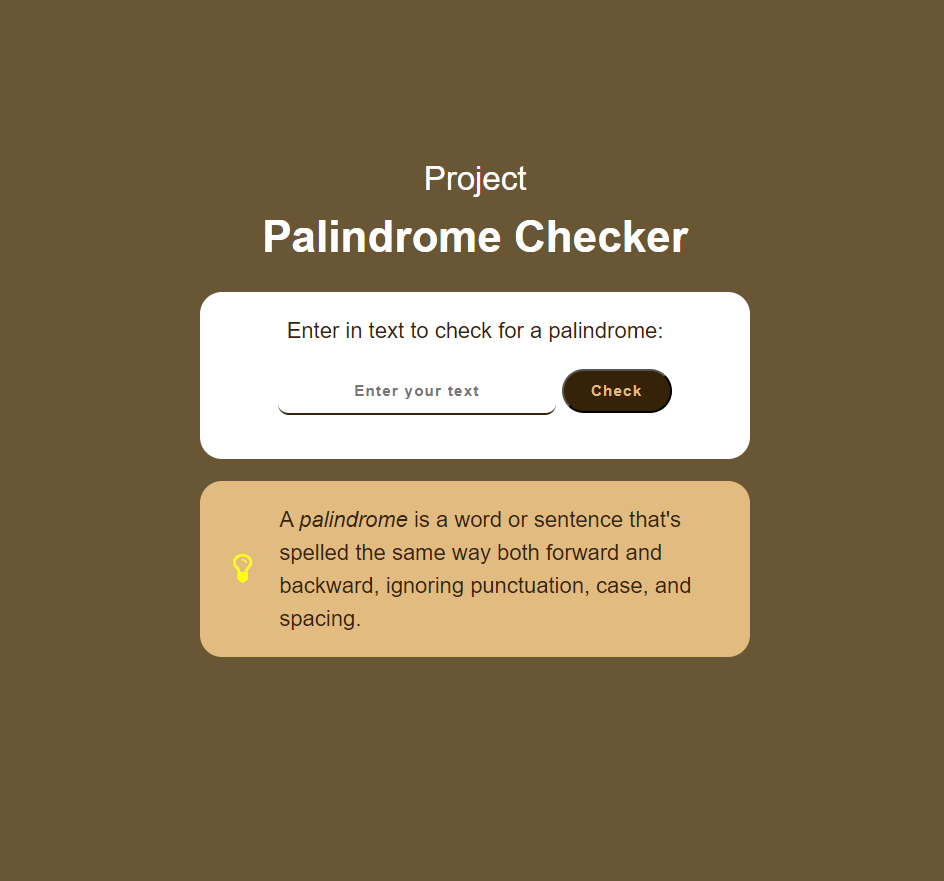 Project
Palindrome Checker
Enter in text to check for a palindrome:
Enter your text Check
A palindrome is a word or sentence that's
spelled the same way both forward and
backward, ignoring punctuation, case, and
spacing.